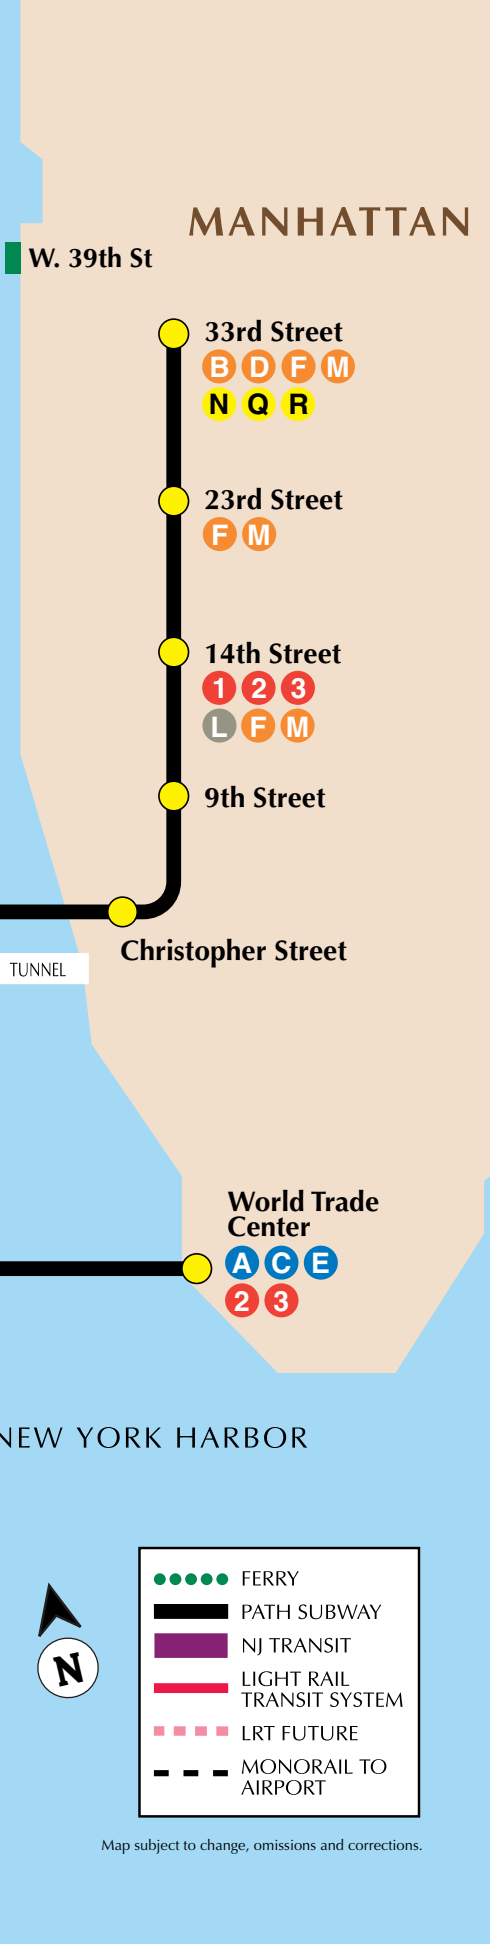 MANHATTAN
W. 39th St
33rd Street
B D F M
N Q R
23rd Street
F M
14th Street
1 2 3
L F M
9th Street
Christopher Street
TUNNEL
World Trade
Center
A C E
2 3
NEW YORK HARBOR
N
FERRY
PATH SUBWAY
NJ TRANSIT
LIGHT RAIL
TRANSIT SYSTEM
LRT FUTURE
MONORAIL TO
AIRPORT
Map subject to change, omissions and corrections.